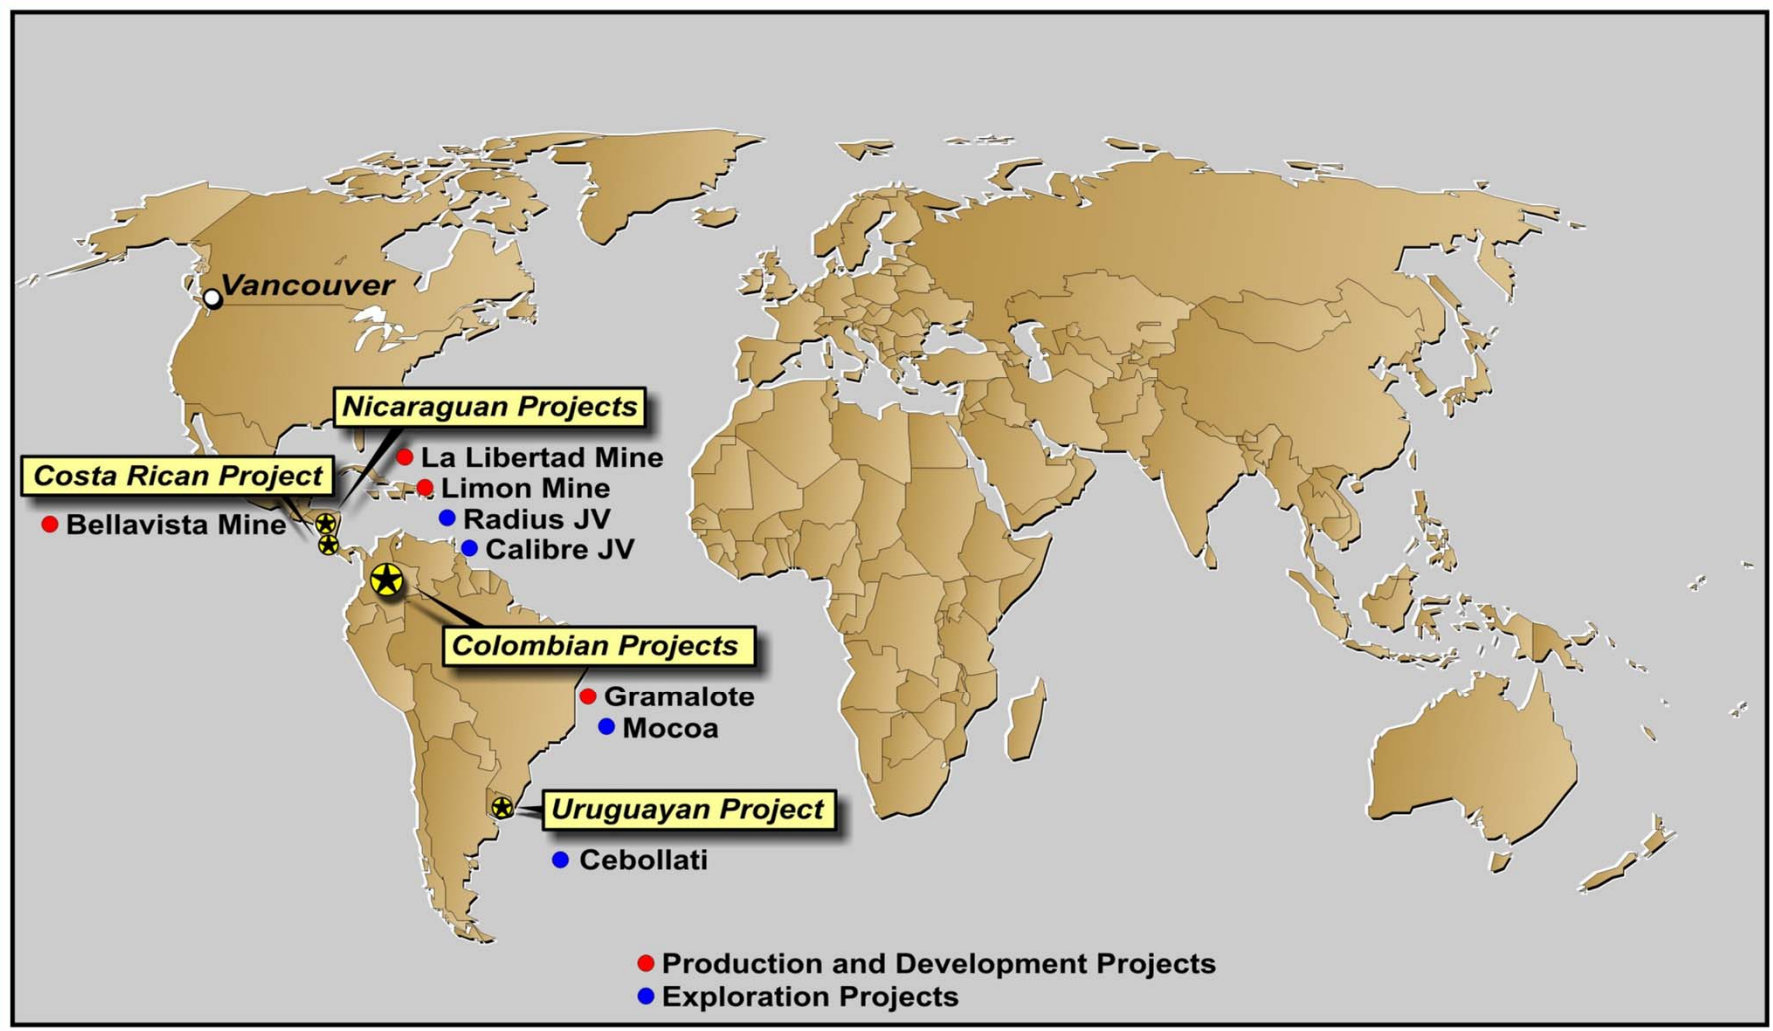 Vancouver
Nicaraguan Projects
La Libertad Mine
Limon Mine
Radius JV
Calibre JV
Costa Rican Project
Bellavista Mine
Colombian Projects
Gramalote
Mocoa
Uruguayan Project
Cebollati
Production and Development Projects
Exploration Projects